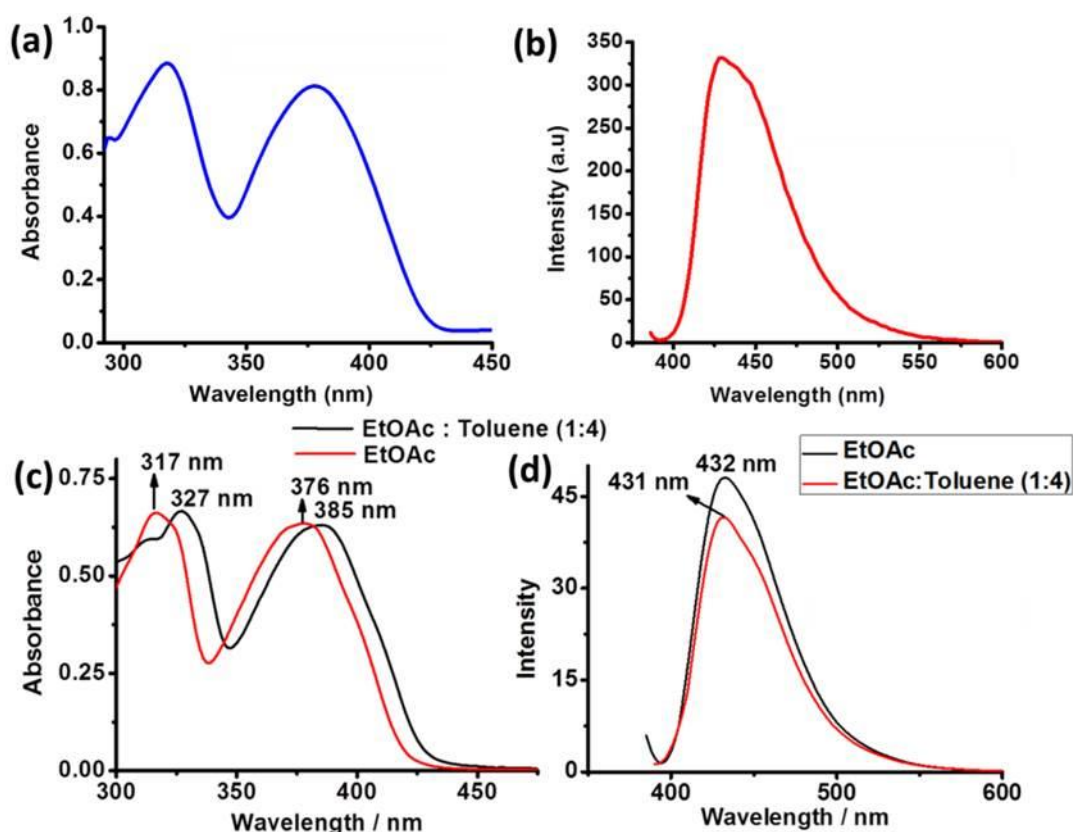 (a)
1.0
0.8
0.6
0.4
0.2
0.0
Absorbance
300 350 400 450
Wavelength (nm)
(b)
350
300
250
200
150
100
50
0
Intensity (a.u)
400 425 450 500 550 600
Wavelength (nm)
(c)
EtOAc : Toluene (1:4)
EtOAc
317 nm
327 nm
376 nm
385 nm
0.75
0.50
0.25
0.00
Absorbance
300 350 400 450
Wavelength / nm
(d)
EtOAc
EtOAc:Toluene (1:4)
432 nm
431 nm
45
30
15
0
Intensity
400 500 600
Wavelength / nm